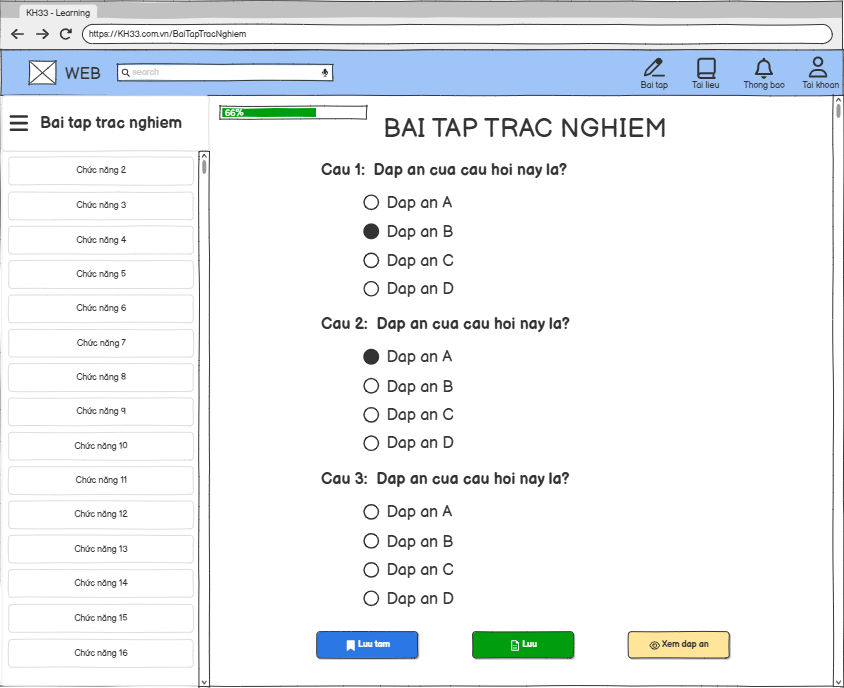 KH33 - Learning
https://KH33.com.vn/BaiTapTracNghiem
WEB
search
Bai tap
Tai lieu
Thong bao
Tai khoan
Bai tap trac nghiem
Chức năng 2
Chức năng 3
Chức năng 4
Chức năng 5
Chức năng 6
Chức năng 7
Chức năng 8
Chức năng 9
Chức năng 10
Chức năng 11
Chức năng 12
Chức năng 13
Chức năng 14
Chức năng 15
Chức năng 16
66%
BAI TAP TRAC NGHIEM
Cau 1: Dap an cua cau hoi nay la?
Dap an A
Dap an B
Dap an C
Dap an D
Cau 2: Dap an cua cau hoi nay la?
Dap an A
Dap an B
Dap an C
Dap an D
Cau 3: Dap an cua cau hoi nay la?
Dap an A
Dap an B
Dap an C
Dap an D
Luu tam
Luu
Xem dap an